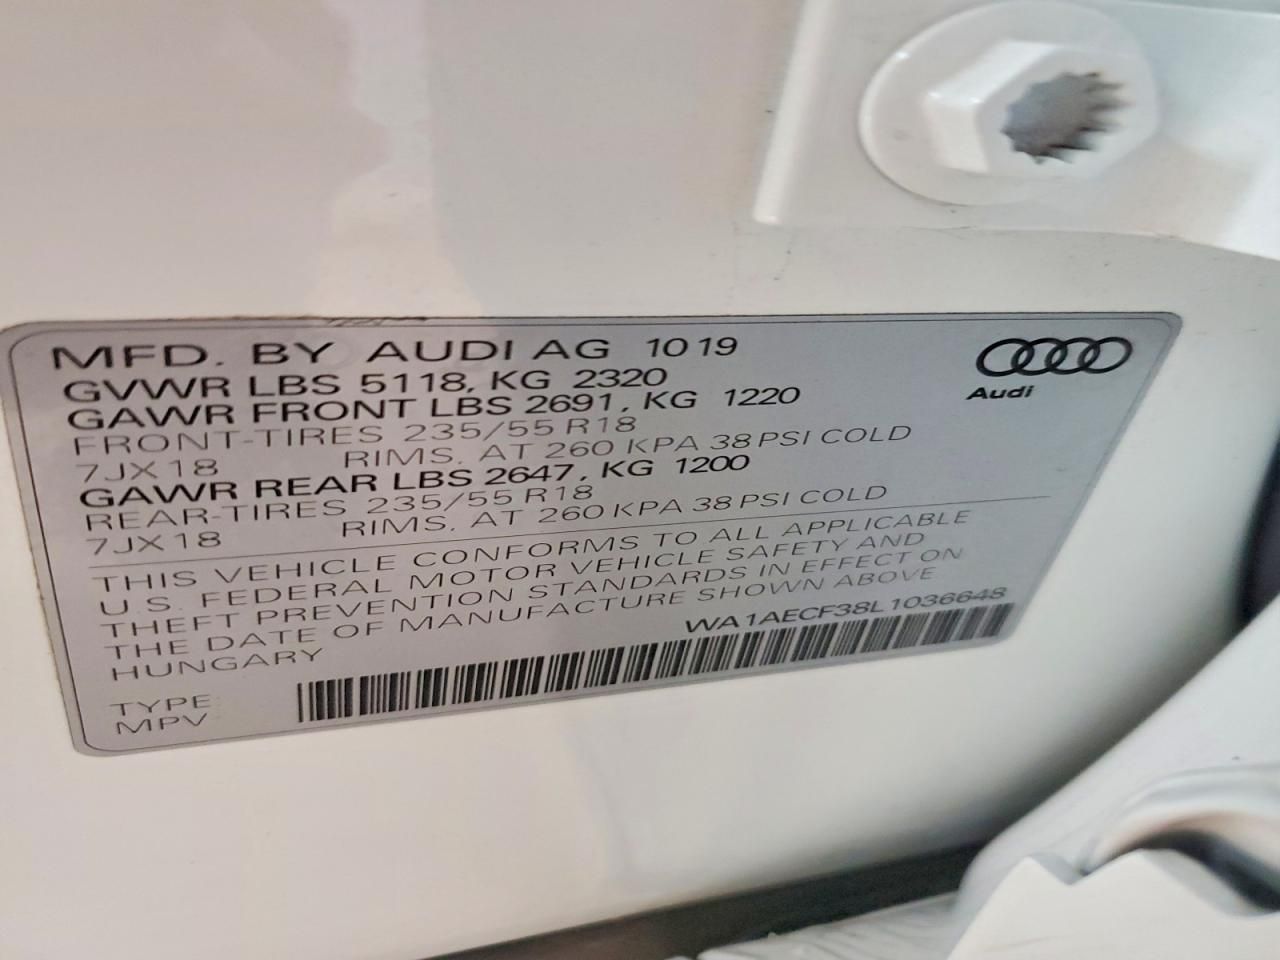 MFD. BY AUDI AG 10 19
GVWR LBS 5118, KG 2320
GAWR FRONT LBS 2691, KG 1220
FRONT-TIRES 235/55 R18
7JX18 RIMS, AT 260 KPA 38 PSI COLD
GAWR REAR LBS 2647, KG 1200
REAR-TIRES 235/55 R18
7JX18 RIMS, AT 260 KPA 38 PSI COLD
THIS VEHICLE CONFORMS TO ALL APPLICABLE
U.S. FEDERAL MOTOR VEHICLE SAFETY AND
THEFT PREVENTION STANDARDS IN EFFECT ON
THE DATE OF MANUFACTURE SHOWN ABOVE
HUNGARY
WA1AECF38L1036648
TYPE:
MPV
Audi